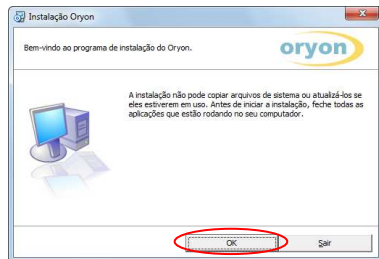 Instalação Oryon
Bem-vindo ao programa de instalação do Oryon.
oryon
A instalação não pode copiar arquivos de sistema ou atualizá-los se
eles estiverem em uso. Antes de iniciar a instalação, feche todas as
aplicações que estão rodando no seu computador.
OK
Sair